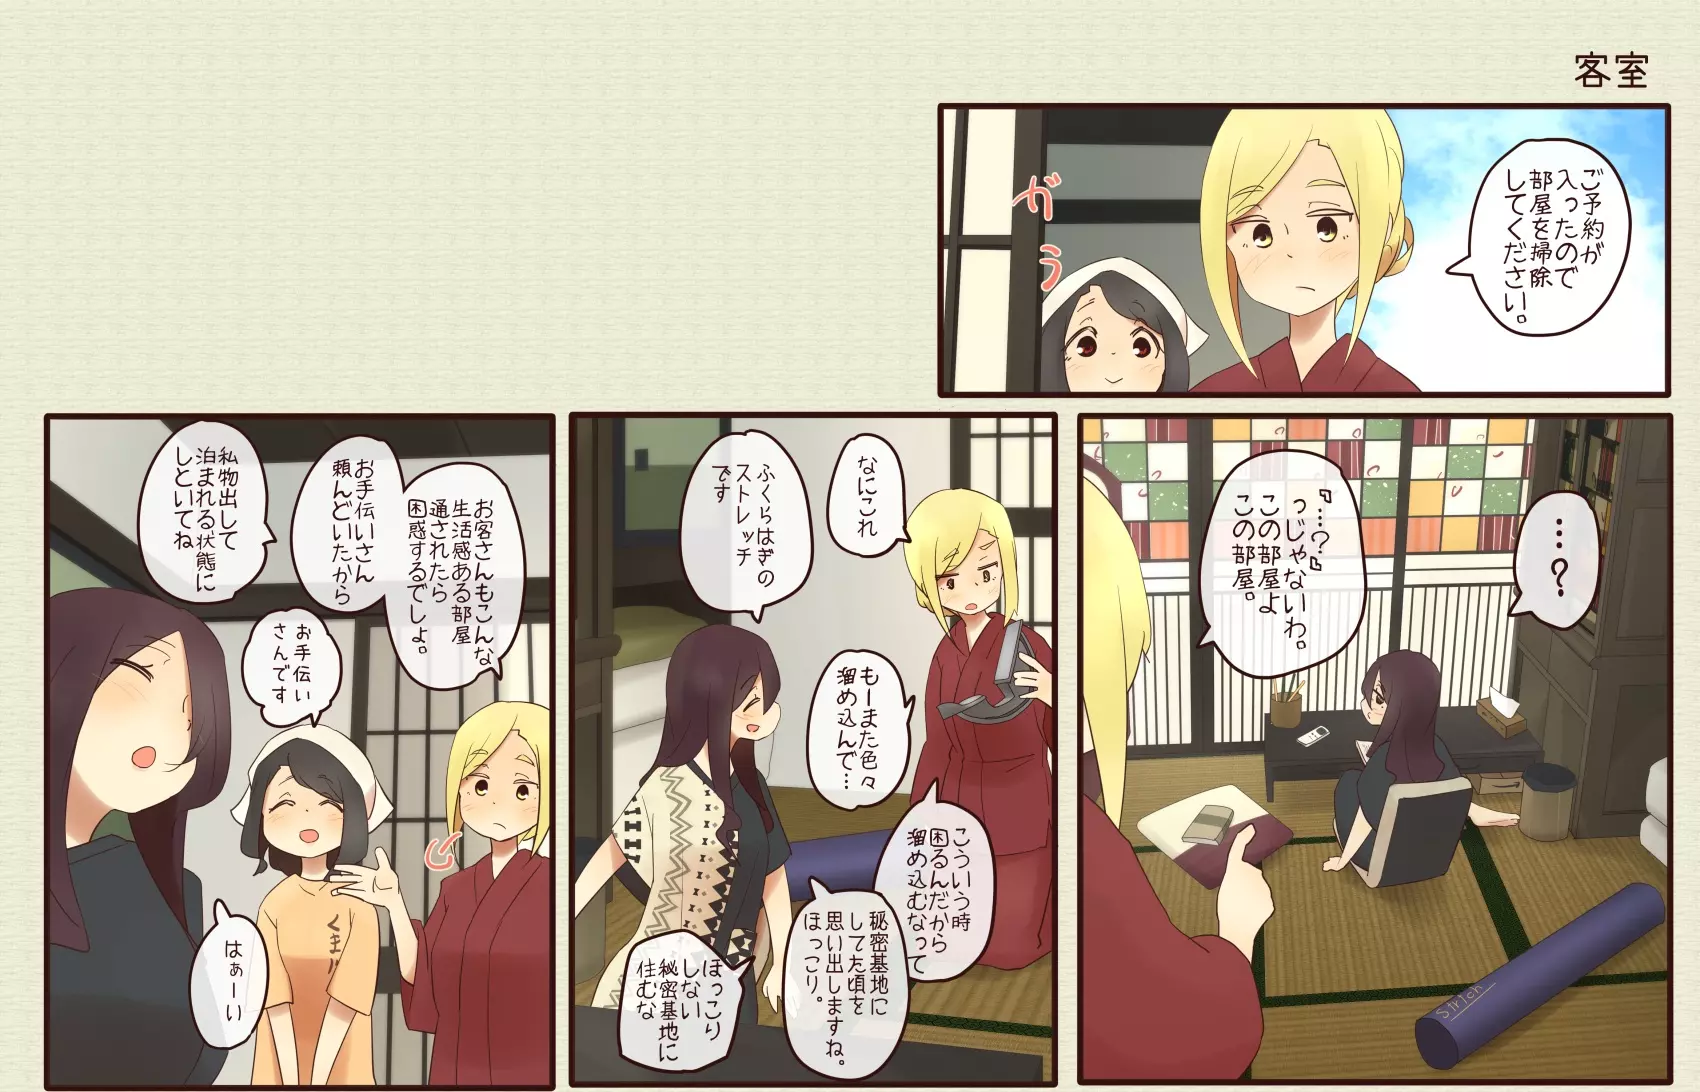 客室
ご予約が
入ったので
部屋を掃除
してください。
ガラ
…?
『…?』
っじゃないわ。
この部屋よ
この部屋。
Strich
なにこれ
ふくらはぎの
ストレッチ
です
もーまた色々
溜め込んで…
こういう時
困るんだから
溜め込むなって
秘密基地に
してた頃を
思い出しますね。
ほっこり。
ほっこり
しない
秘密基地に
住むな
お客さんもこんな
生活感ある部屋
通されたら
困惑するでしょ。
お手伝いさん
頼んどいたから
お手伝い
さんです
私物出して
泊まれる状態に
しといてね
はぁーい